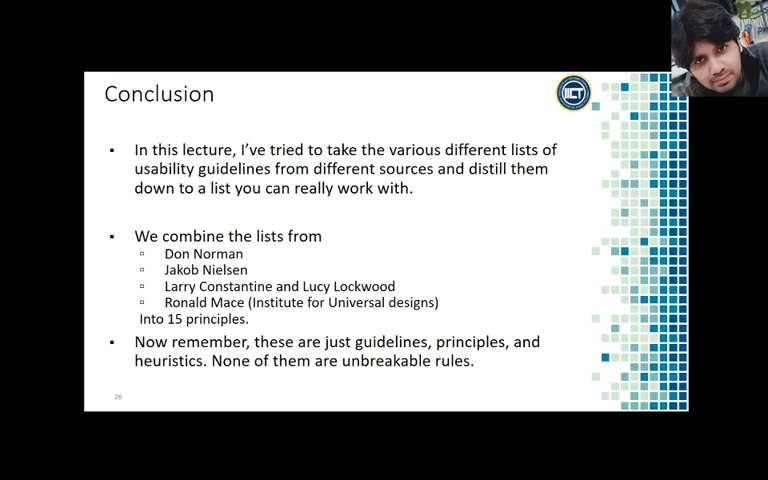 Conclusion
IICT
▪ In this lecture, I’ve tried to take the various different lists of
usability guidelines from different sources and distill them
down to a list you can really work with.
▪ We combine the lists from
▫ Don Norman
▫ Jakob Nielsen
▫ Larry Constantine and Lucy Lockwood
▫ Ronald Mace (Institute for Universal designs)
Into 15 principles.
▪ Now remember, these are just guidelines, principles, and
heuristics. None of them are unbreakable rules.
26